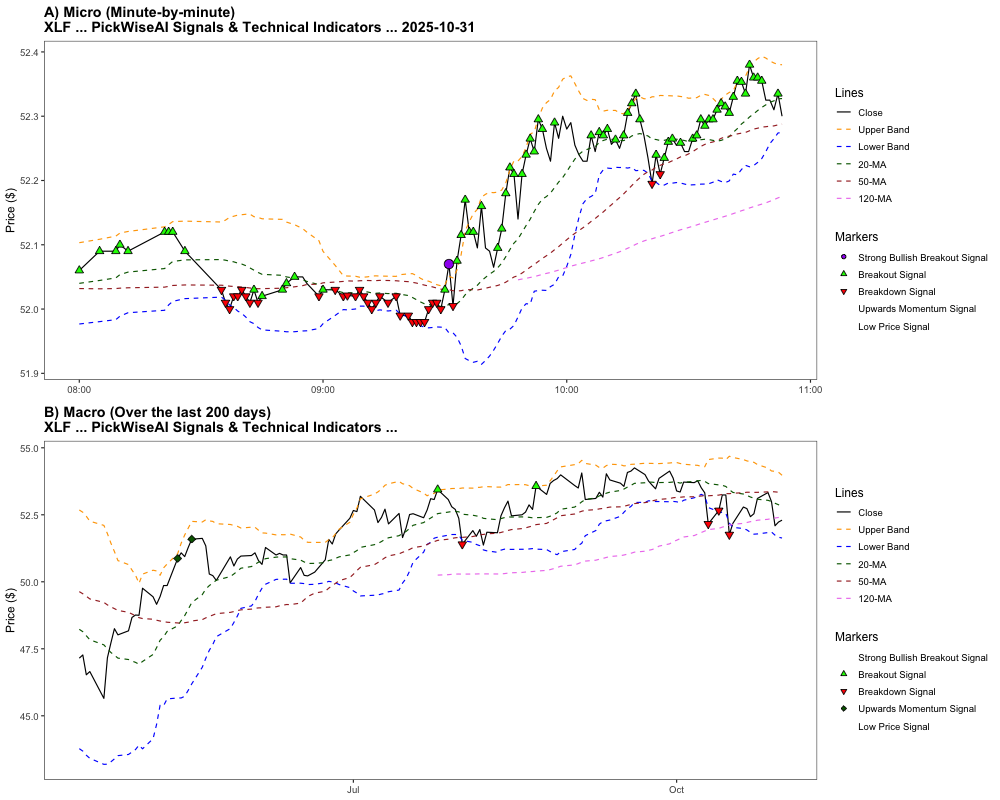 A) Micro (Minute-by-minute)
XLF ... PickWiseAI Signals & Technical Indicators ... 2025-10-31
Price ($)
52.4
52.3
52.2
52.1
52.0
51.9
08:00
09:00
10:00
11:00
Lines
Close
Upper Band
Lower Band
20-MA
50-MA
120-MA
Markers
Strong Bullish Breakout Signal
Breakout Signal
Breakdown Signal
Upwards Momentum Signal
Low Price Signal
B) Macro (Over the last 200 days)
XLF ... PickWiseAI Signals & Technical Indicators ...
Price ($)
55.0
52.5
50.0
47.5
45.0
Jul
Oct
Lines
Close
Upper Band
Lower Band
20-MA
50-MA
120-MA
Markers
Strong Bullish Breakout Signal
Breakout Signal
Breakdown Signal
Upwards Momentum Signal
Low Price Signal